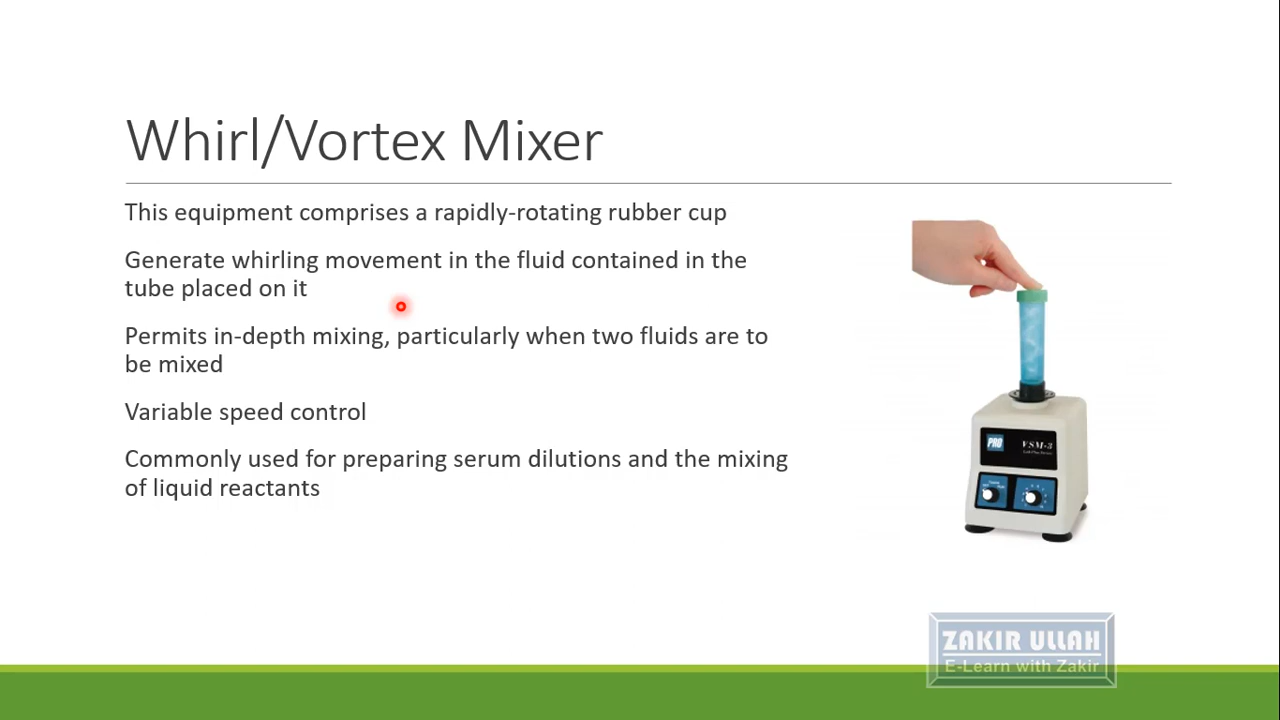 Whirl/Vortex Mixer
This equipment comprises a rapidly-rotating rubber cup
Generate whirling movement in the fluid contained in the
tube placed on it
Permits in-depth mixing, particularly when two fluids are to
be mixed
Variable speed control
Commonly used for preparing serum dilutions and the mixing
of liquid reactants
PRO
VSM-3
ZAKIR ULLAH
E-Learn with Zakir